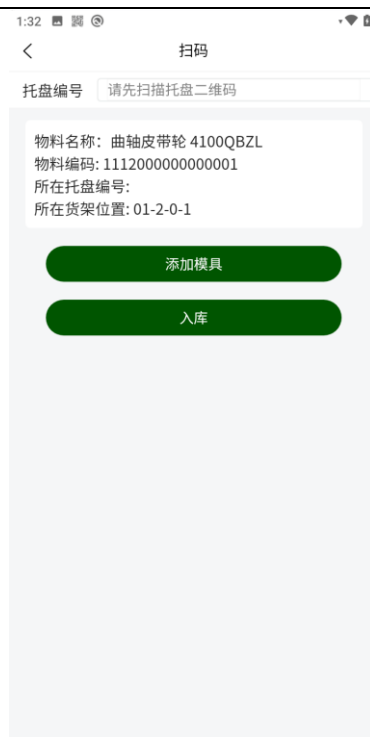 1:32
扫码
托盘编号 请先扫描托盘二维码
物料名称：曲轴皮带轮 4100QBZL
物料编码: 1112000000000001
所在托盘编号:
所在货架位置: 01-2-0-1
添加模具
入库